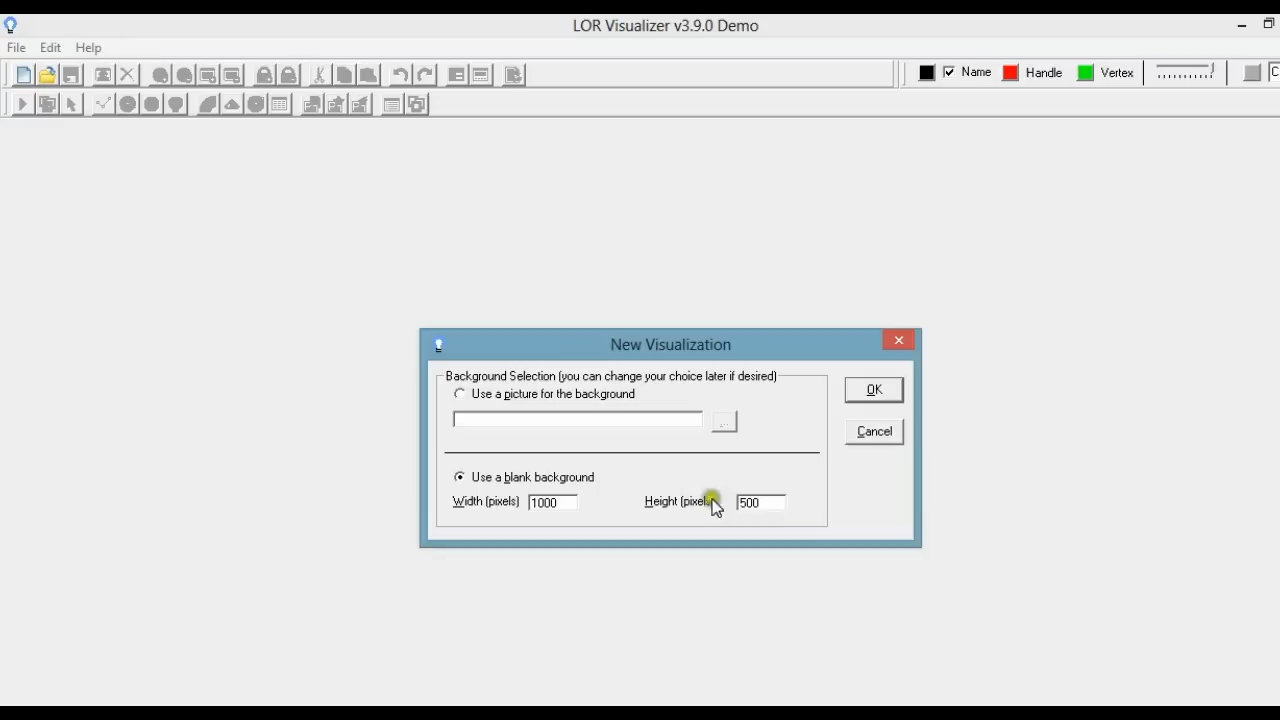 LOR Visualizer v3.9.0 Demo
File Edit Help
Name Handle Vertex
New Visualization
Background Selection (you can change your choice later if desired)
Use a picture for the background
OK
...
Cancel
Use a blank background
Width (pixels) 1000 Height 500